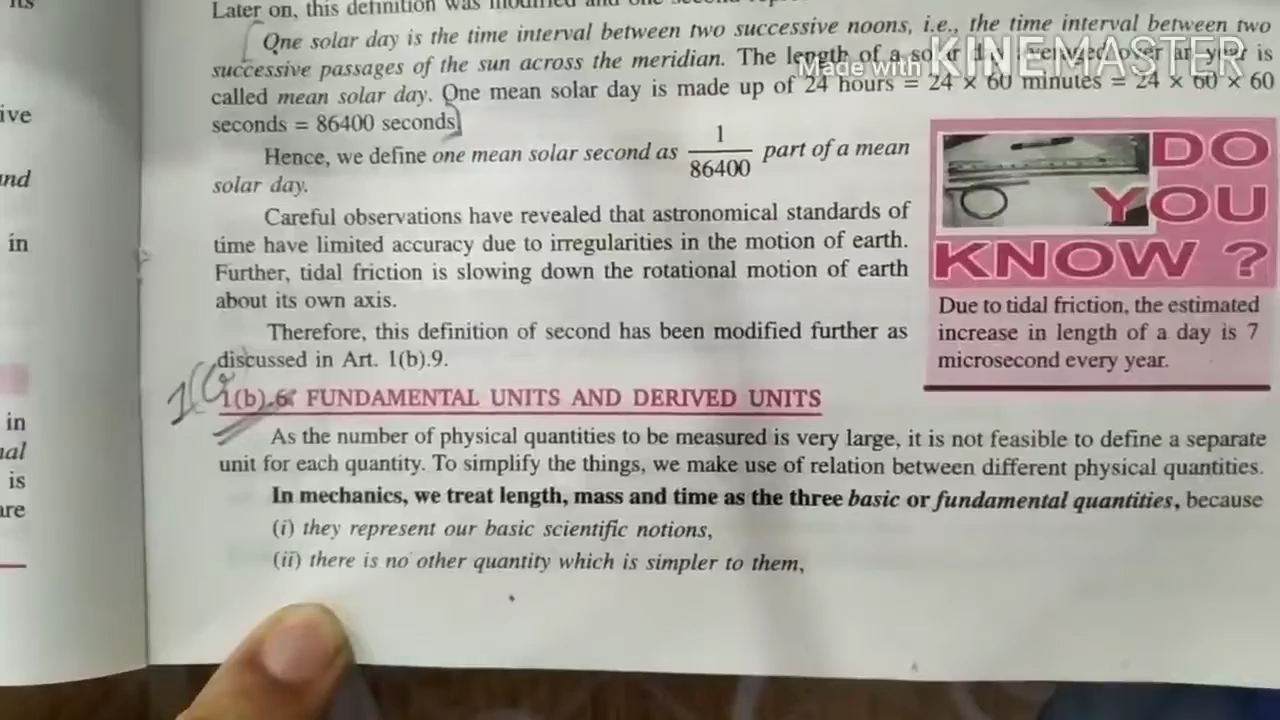 its
ive
and
in
in
nal
is
are
Later on, this definition was modified and one second
One solar day is the time interval between two successive noons, i.e., the time interval between two
successive passages of the sun across the meridian. The length of a solar year is
called mean solar day. One mean solar day is made up of 24 hours = 24 × 60 minutes = 24 × 60 × 60
seconds = 86400 seconds
Made with KINEMASTER
Hence, we define one mean solar second as 1/86400 part of a mean
solar day.
Careful observations have revealed that astronomical standards of
time have limited accuracy due to irregularities in the motion of earth.
Further, tidal friction is slowing down the rotational motion of earth
about its own axis.
Therefore, this definition of second has been modified further as
discussed in Art. 1(b).9.
DO
YOU
KNOW ?
Due to tidal friction, the estimated
increase in length of a day is 7
microsecond every year.
1(b).6. FUNDAMENTAL UNITS AND DERIVED UNITS
As the number of physical quantities to be measured is very large, it is not feasible to define a separate
unit for each quantity. To simplify the things, we make use of relation between different physical quantities.
In mechanics, we treat length, mass and time as the three basic or fundamental quantities, because
(i) they represent our basic scientific notions,
(ii) there is no other quantity which is simpler to them,